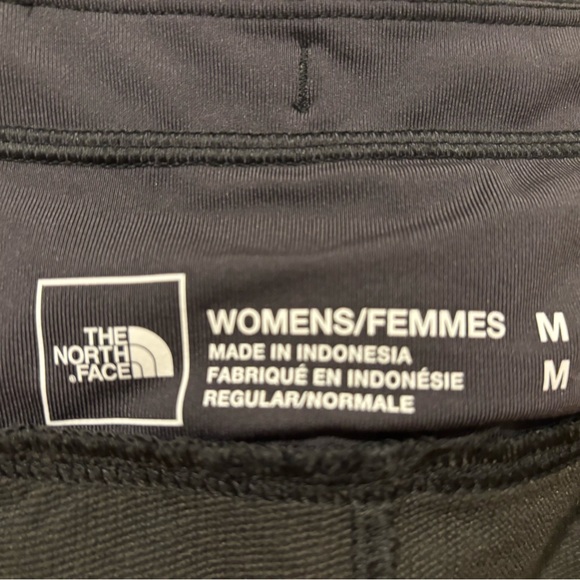 THE
NORTH
FACE
WOMENS/FEMMES M
MADE IN INDONESIA M
FABRIQUÉ EN INDONÉSIE
REGULAR/NORMALE